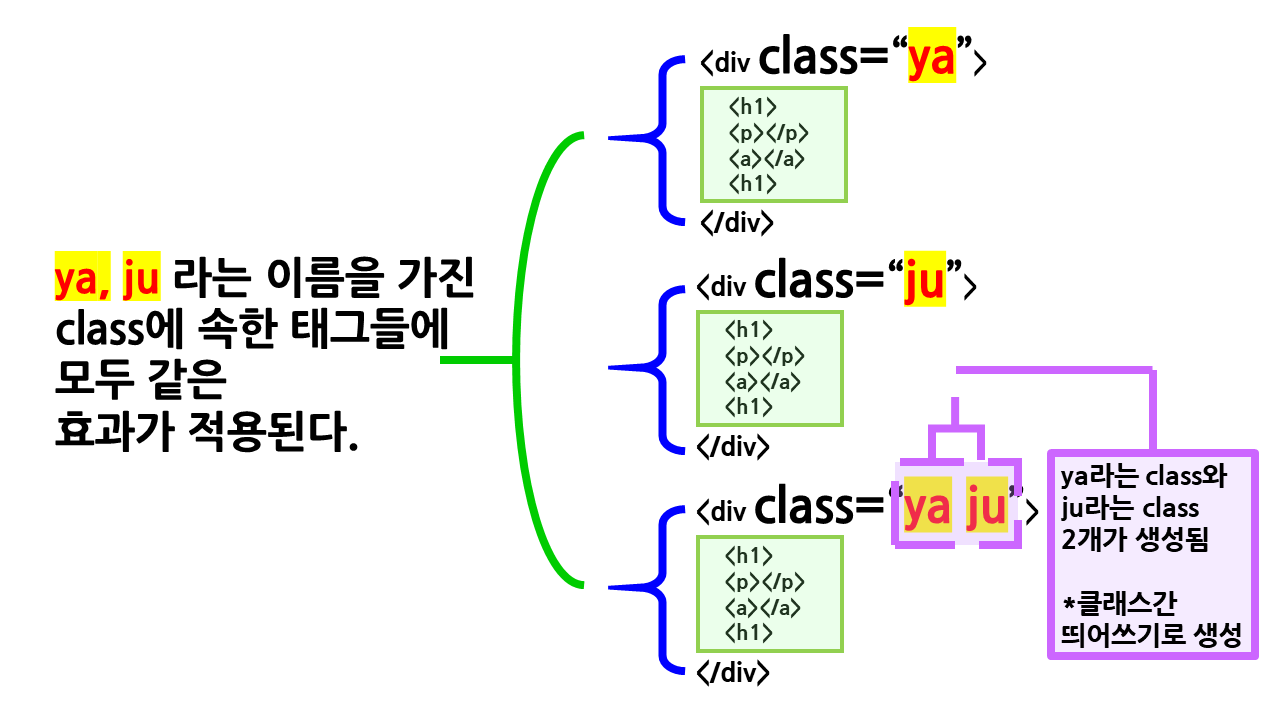 ya, ju 라는 이름을 가진
class에 속한 태그들에
모두 같은
효과가 적용된다.
<div class=“ya”>
<h1>
<p></p>
<a></a>
<h1>
</div>
<div class=“ju”>
<h1>
<p></p>
<a></a>
<h1>
</div>
<div class=“ya ju”>
<h1>
<p></p>
<a></a>
<h1>
</div>
ya라는 class와
ju라는 class
2개가 생성됨
*클래스간
띄어쓰기로 생성